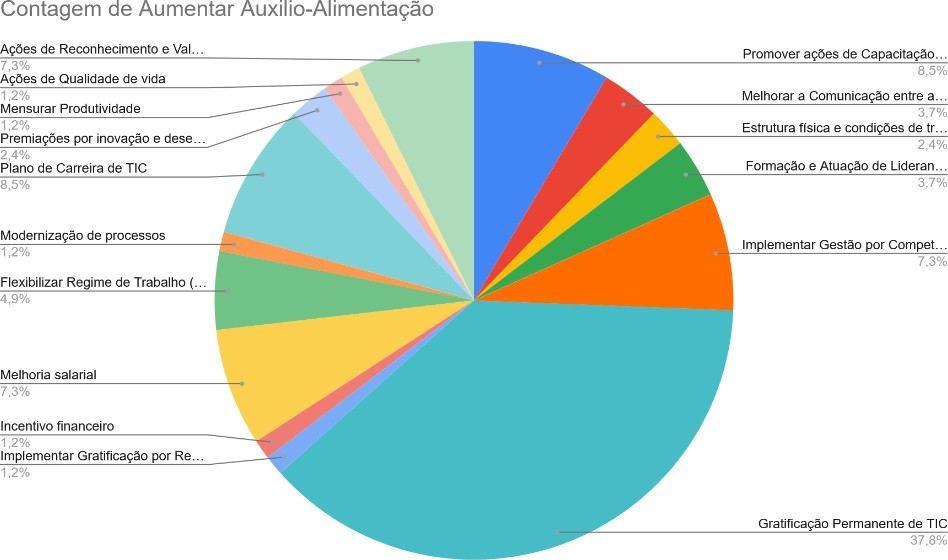 Contagem de Aumentar Auxilio-Alimentação
Ações de Reconhecimento e Val…
7,3%
Ações de Qualidade de vida
1,2%
Mensurar Produtividade
1,2%
Premiações por inovação e dese…
2,4%
Plano de Carreira de TIC
8,5%
Modernização de processos
1,2%
Flexibilizar Regime de Trabalho (…
4,9%
Melhoria salarial
7,3%
Incentivo financeiro
1,2%
Implementar Gratificação por Re…
1,2%
Promover ações de Capacitação…
8,5%
Melhorar a Comunicação entre a…
3,7%
Estrutura física e condições de tr…
2,4%
Formação e Atuação de Lideran…
3,7%
Implementar Gestão por Compet…
7,3%
Gratificação Permanente de TIC
37,8%